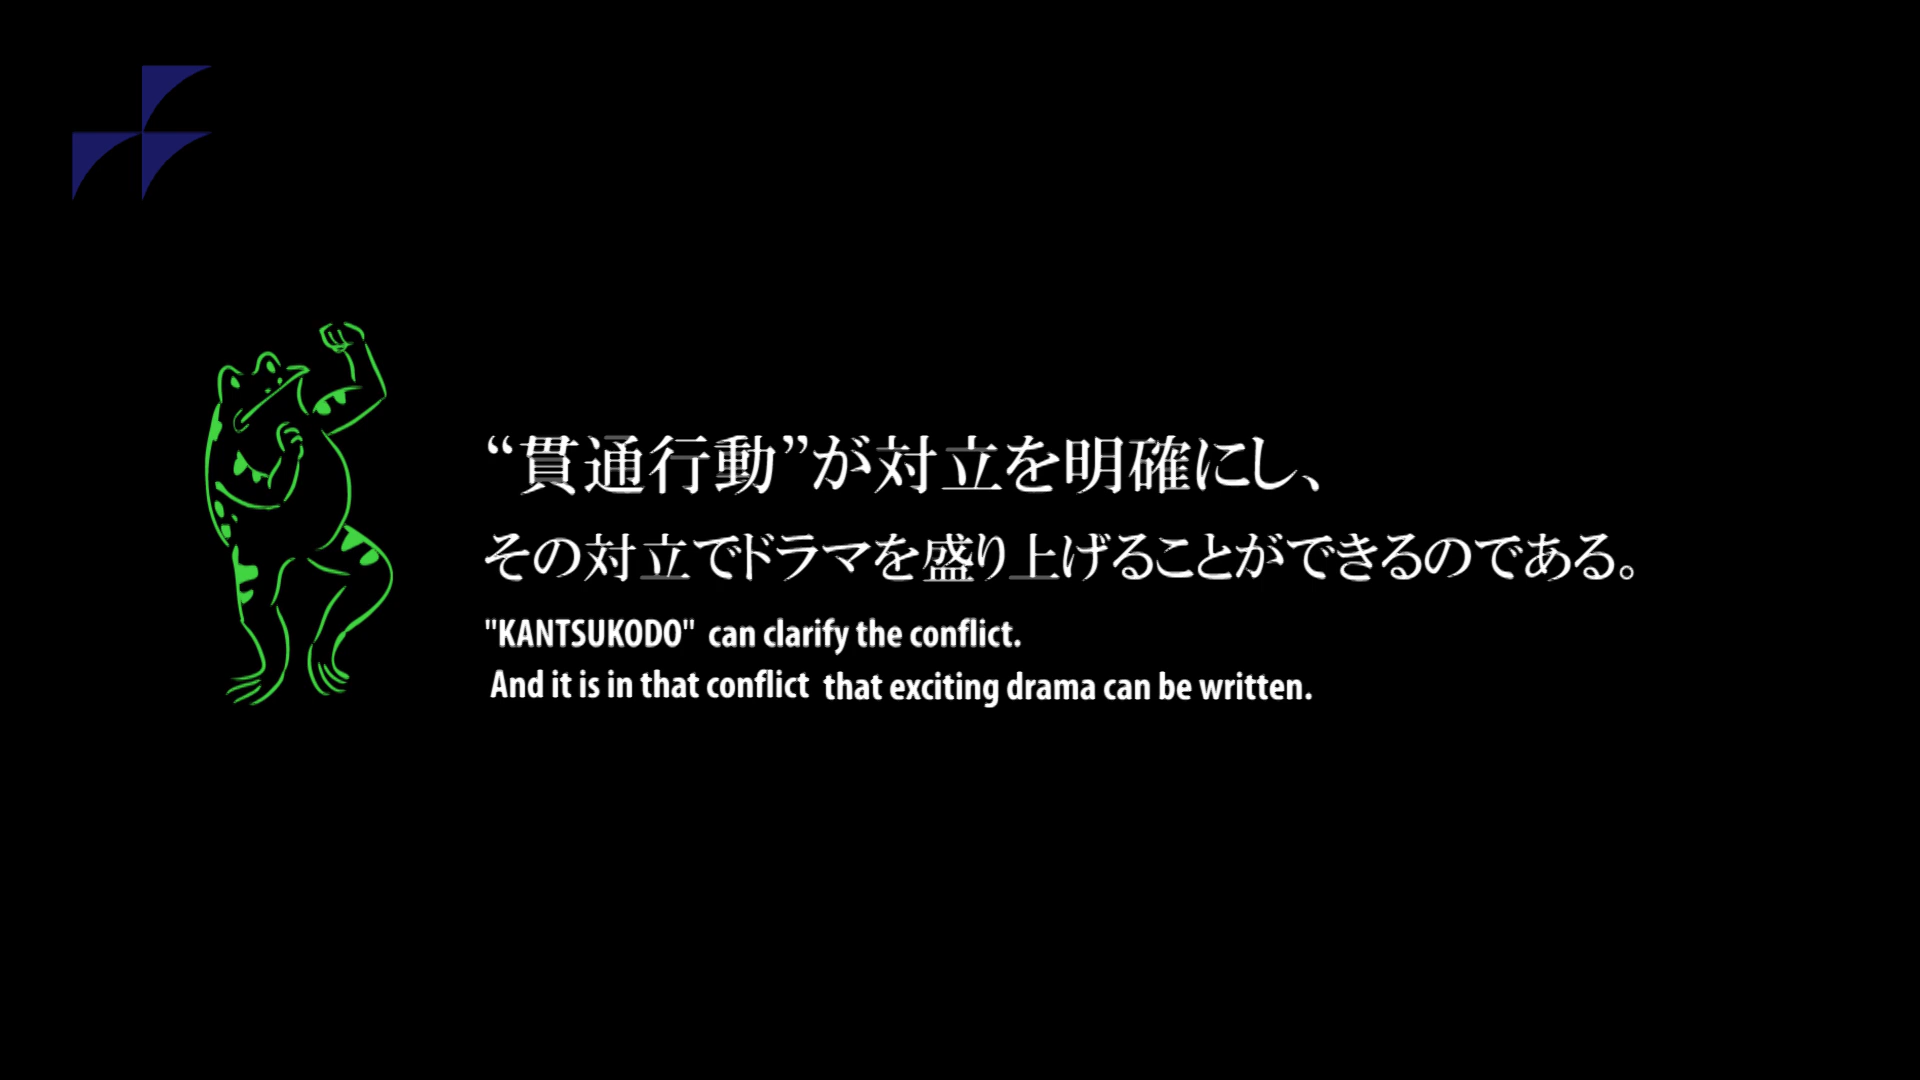 “貫通行動”が対立を明確にし、
その対立でドラマを盛り上げることができるのである。
"KANTSUKODO" can clarify the conflict.
And it is in that conflict that exciting drama can be written.